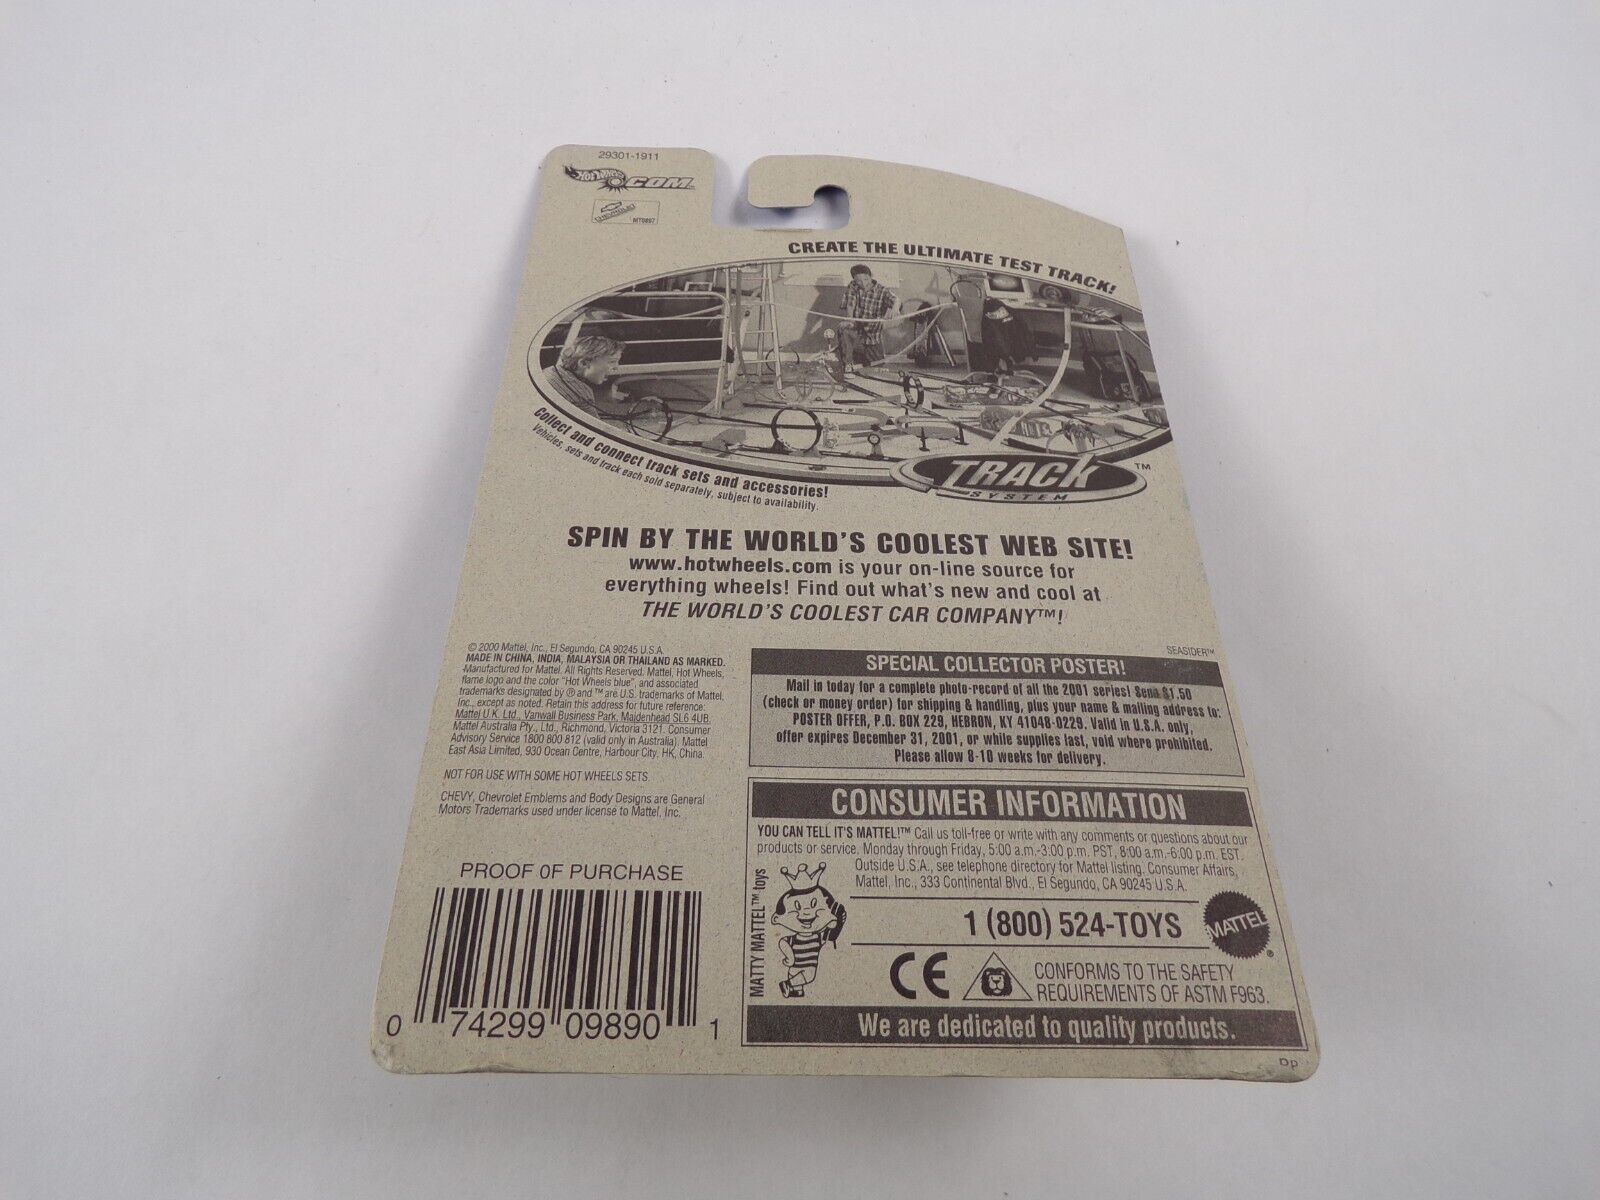 29301-1911
HOT WHEELS .COM™
CHEVROLET
MT0897
CREATE THE ULTIMATE TEST TRACK!
Collect and connect track sets and accessories!
Vehicles, sets and track each sold separately, subject to availability.
TRACK™
SYSTEM
SPIN BY THE WORLD'S COOLEST WEB SITE!
www.hotwheels.com is your on-line source for
everything wheels! Find out what's new and cool at
THE WORLD'S COOLEST CAR COMPANY™!
© 2000 Mattel, Inc., El Segundo, CA 90245 U.S.A.
MADE IN CHINA, INDIA, MALAYSIA OR THAILAND AS MARKED.
Manufactured for Mattel. All Rights Reserved. Mattel, Hot Wheels,
flame logo and the color "Hot Wheels blue", and associated
trademarks designated by ® and ™ are U.S. trademarks of Mattel,
Inc., except as noted. Retain this address for future reference:
Mattel U.K. Ltd., Vanwall Business Park, Maidenhead SL6 4UB.
Mattel Australia Pty., Ltd., Richmond, Victoria 3121. Consumer
Advisory Service 1800 800 812 (valid only in Australia). Mattel
East Asia Limited, 930 Ocean Centre, Harbour City, HK, China.
NOT FOR USE WITH SOME HOT WHEELS SETS.
CHEVY, Chevrolet Emblems and Body Designs are General
Motors Trademarks used under license to Mattel, Inc.
PROOF OF PURCHASE
0 74299 09890 1
SEASIDER™
SPECIAL COLLECTOR POSTER!
Mail in today for a complete photo-record of all the 2001 series! Send $1.50
(check or money order) for shipping & handling, plus your name & mailing address to:
POSTER OFFER, P.O. BOX 229, HEBRON, KY 41048-0229. Valid in U.S.A. only,
offer expires December 31, 2001, or while supplies last, void where prohibited.
Please allow 8-10 weeks for delivery.
CONSUMER INFORMATION
YOU CAN TELL IT'S MATTEL!™ Call us toll-free or write with any comments or questions about our
products or service. Monday through Friday, 5:00 a.m.-3:00 p.m. PST, 8:00 a.m.-6:00 p.m. EST.
Outside U.S.A., see telephone directory for Mattel listing. Consumer Affairs,
Mattel, Inc., 333 Continental Blvd., El Segundo, CA 90245 U.S.A.
MATTY MATTEL™ toys
1 (800) 524-TOYS
MATTEL®
CE
CONFORMS TO THE SAFETY
REQUIREMENTS OF ASTM F963.
We are dedicated to quality products.
Dp